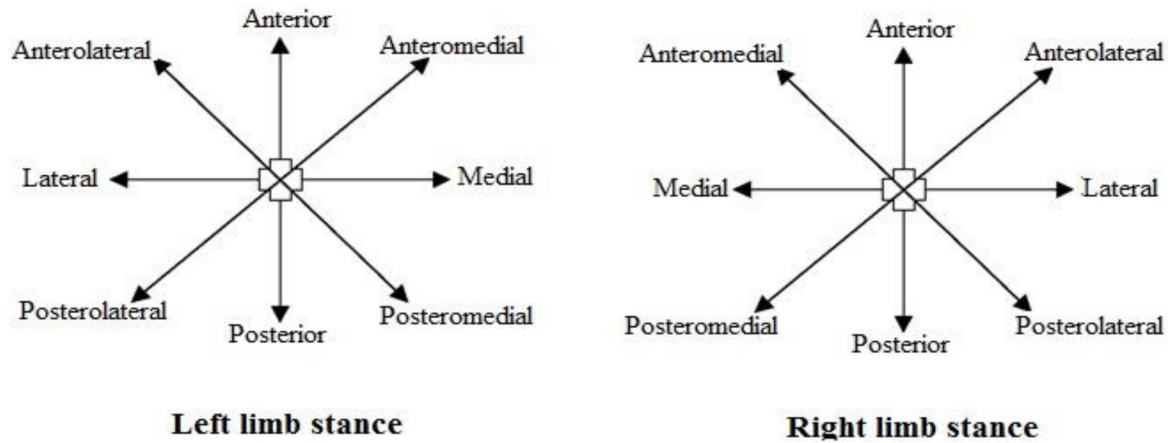 Anterior
Anterolateral
Anteromedial
Lateral
Medial
Posterolateral
Posteromedial
Posterior
Left limb stance
Anterior
Anteromedial
Anterolateral
Medial
Lateral
Posteromedial
Posterolateral
Posterior
Right limb stance